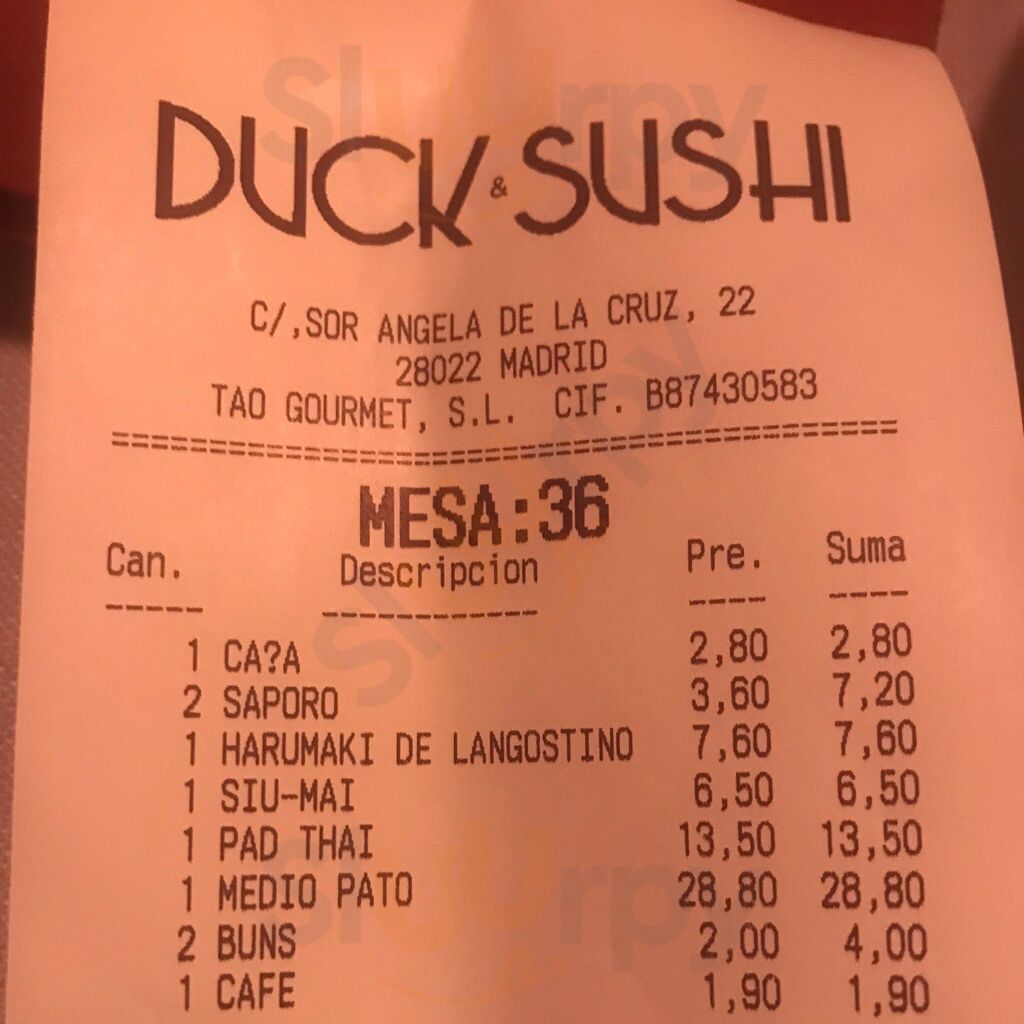 DUCK & SUSHI
C/,SOR ANGELA DE LA CRUZ, 22
28022 MADRID
TAO GOURMET, S.L. CIF. B87430583
================================================
MESA:36
Can. Descripcion Pre. Suma
----- ----------- ---- ----
1 CA?A 2,80 2,80
2 SAPORO 3,60 7,20
1 HARUMAKI DE LANGOSTINO 7,60 7,60
1 SIU-MAI 6,50 6,50
1 PAD THAI 13,50 13,50
1 MEDIO PATO 28,80 28,80
2 BUNS 2,00 4,00
1 CAFE 1,90 1,90
Sluurpy
Sluurpy
Sluurpy